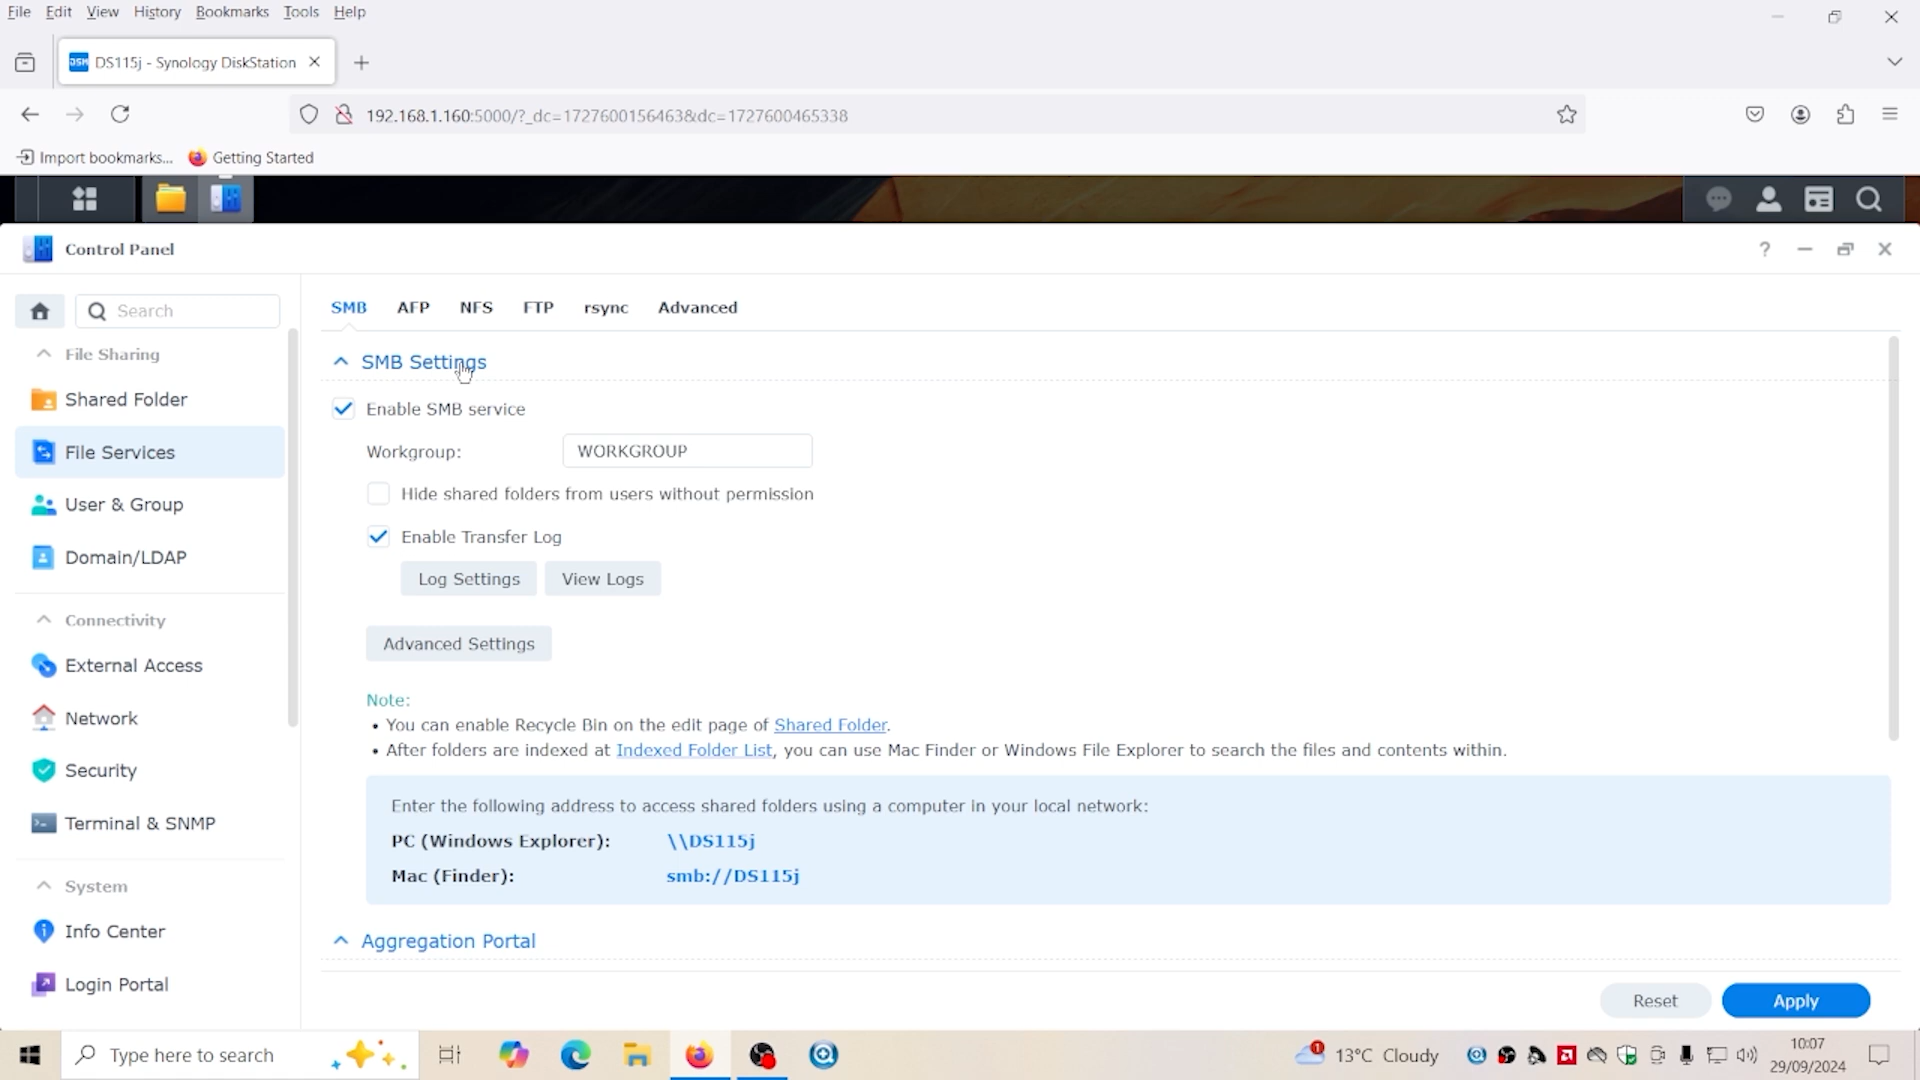 File Edit View History Bookmarks Tools Help
DS115j - Synology DiskStation
192.168.1.160:5000/?_dc=1727600156463&dc=1727600465338
Import bookmarks... Getting Started
Control Panel
Search
SMB AFP NFS FTP rsync Advanced
File Sharing
Shared Folder
File Services
User & Group
Domain/LDAP
Connectivity
External Access
Network
Security
Terminal & SNMP
System
Info Center
Login Portal
SMB Settings
Enable SMB service
Workgroup: WORKGROUP
Hide shared folders from users without permission
Enable Transfer Log
Log Settings View Logs
Advanced Settings
Note:
• You can enable Recycle Bin on the edit page of Shared Folder.
• After folders are indexed at Indexed Folder List, you can use Mac Finder or Windows File Explorer to search the files and contents within.
Enter the following address to access shared folders using a computer in your local network:
PC (Windows Explorer): \\DS115j
Mac (Finder): smb://DS115j
Aggregation Portal
Reset Apply
Type here to search
1 13°C Cloudy
10:07
29/09/2024